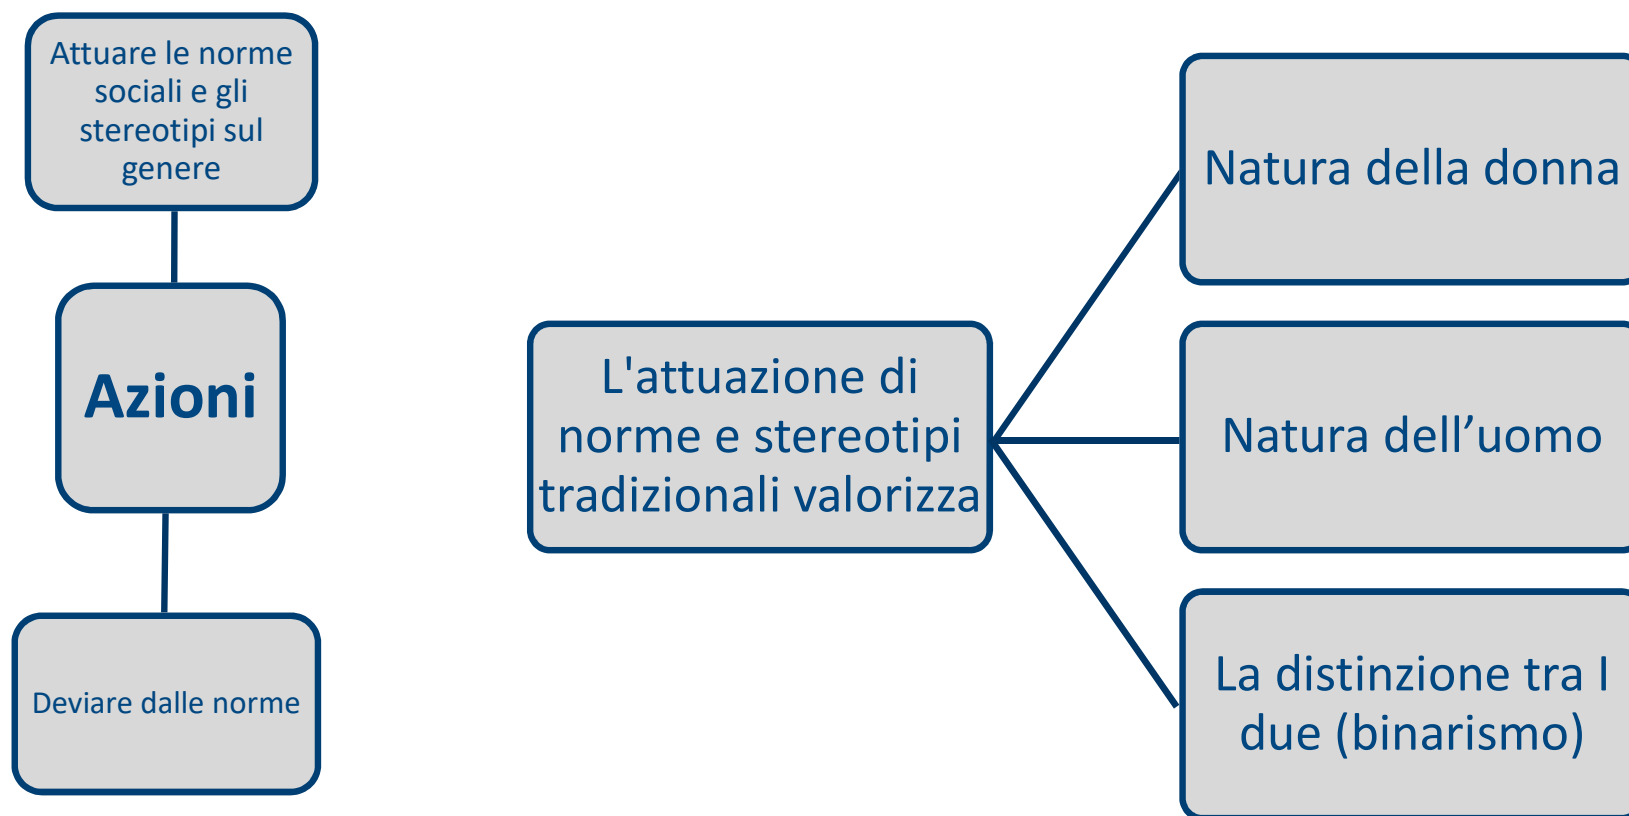 Attuare le norme
sociali e gli
stereotipi sul
genere
Azioni
Deviare dalle norme
L'attuazione di
norme e stereotipi
tradizionali valorizza
Natura della donna
Natura dell’uomo
La distinzione tra I
due (binarismo)